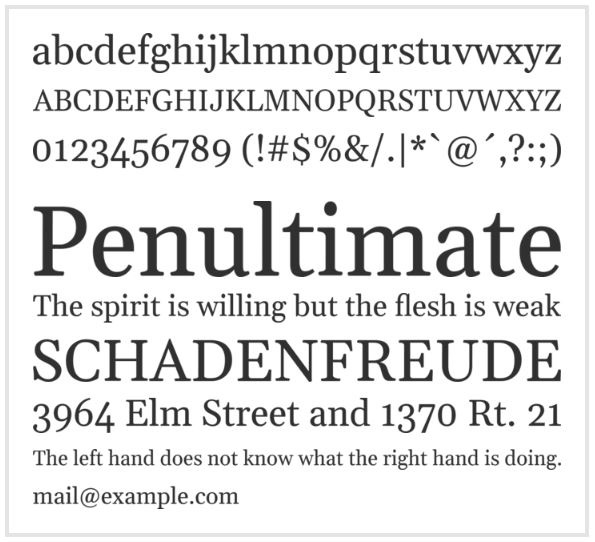 abcdefghijklmnopqrstuvwxyz
ABCDEFGHIJKLMNOPQRSTUVWXYZ
0123456789 (!#$%&/.|*`@´,?:;)
Penultimate
The spirit is willing but the flesh is weak
SCHADENFREUDE
3964 Elm Street and 1370 Rt. 21
The left hand does not know what the right hand is doing.
mail@example.com